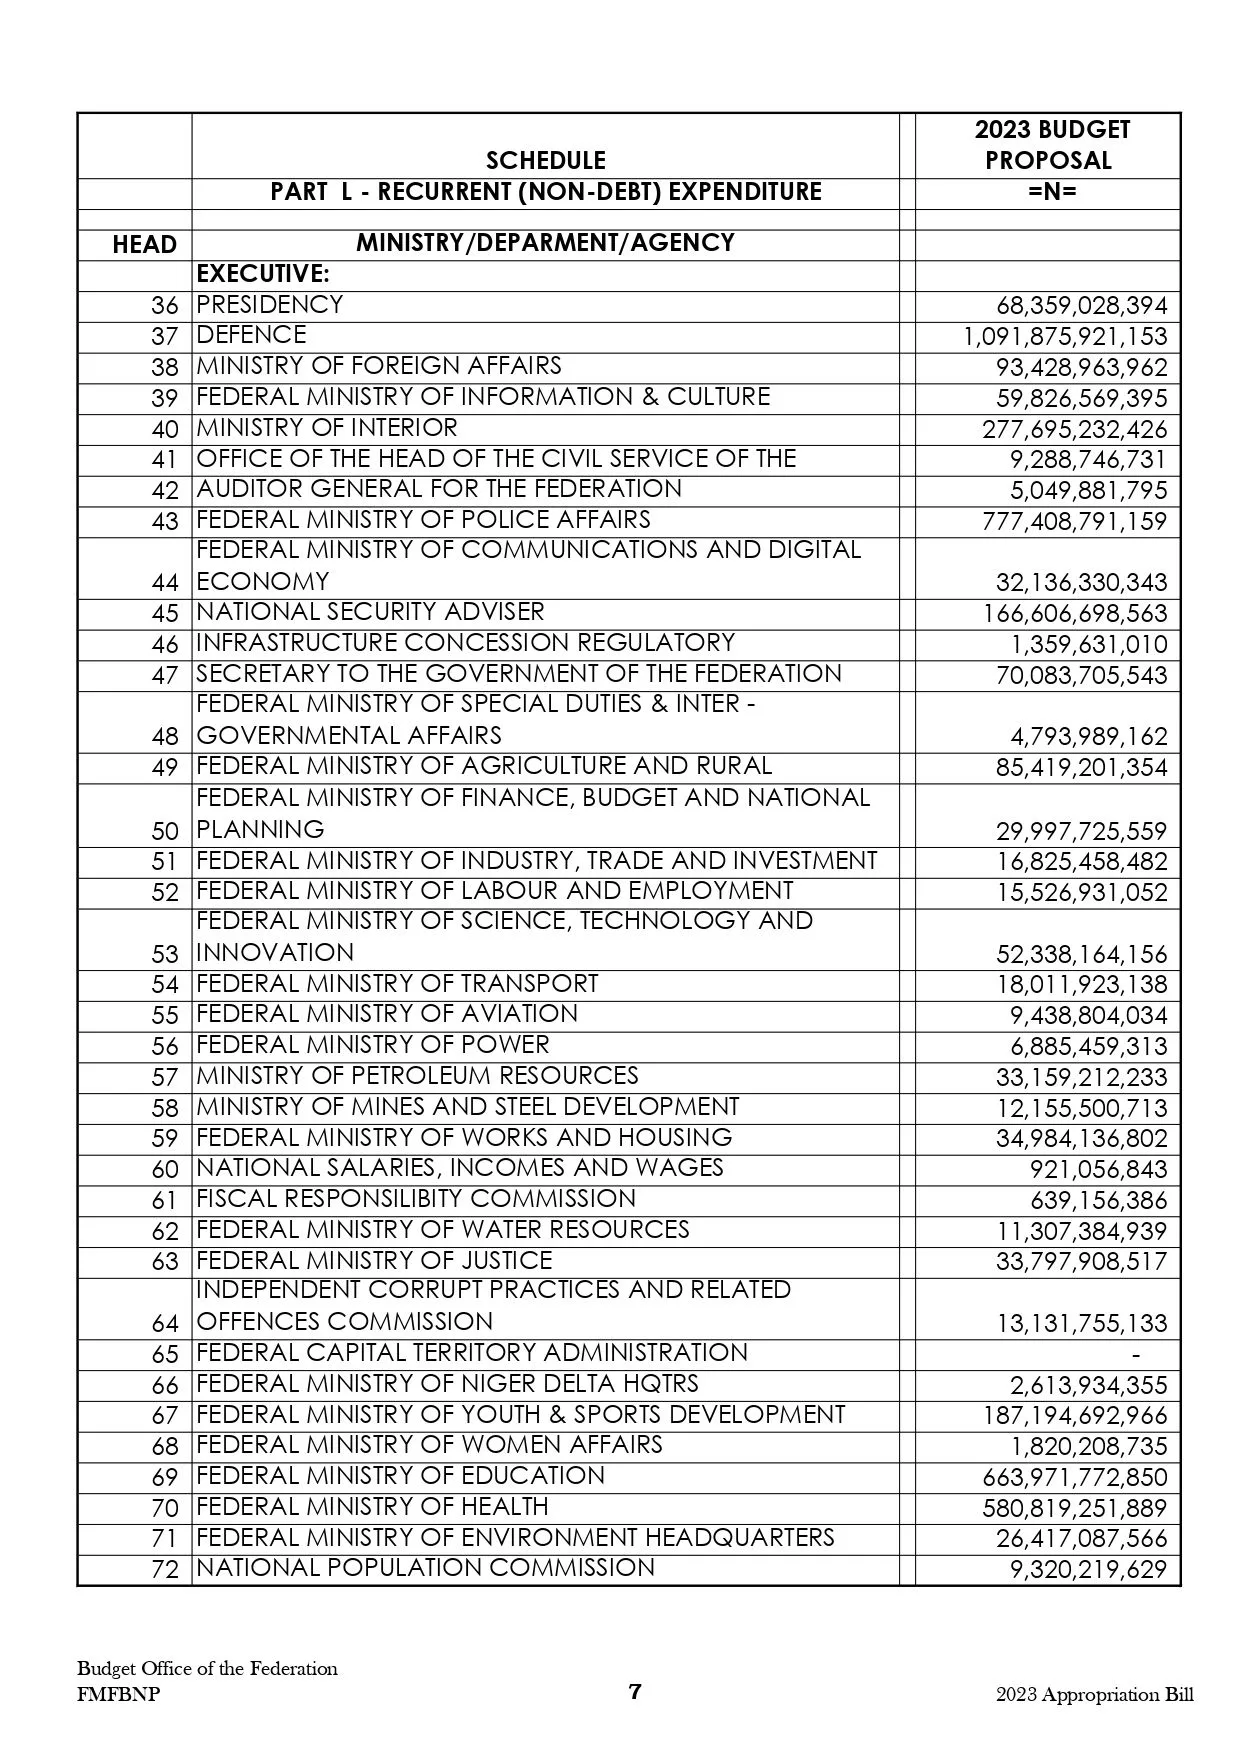 2023 BUDGET
SCHEDULE PROPOSAL
PART L - RECURRENT (NON-DEBT) EXPENDITURE =N=
HEAD MINISTRY/DEPARMENT/AGENCY
EXECUTIVE:
36 PRESIDENCY 68,359,028,394
37 DEFENCE 1,091,875,921,153
38 MINISTRY OF FOREIGN AFFAIRS 93,428,963,962
39 FEDERAL MINISTRY OF INFORMATION & CULTURE 59,826,569,395
40 MINISTRY OF INTERIOR 277,695,232,426
41 OFFICE OF THE HEAD OF THE CIVIL SERVICE OF THE 9,288,746,731
42 AUDITOR GENERAL FOR THE FEDERATION 5,049,881,795
43 FEDERAL MINISTRY OF POLICE AFFAIRS 777,408,791,159
FEDERAL MINISTRY OF COMMUNICATIONS AND DIGITAL
44 ECONOMY 32,136,330,343
45 NATIONAL SECURITY ADVISER 166,606,698,563
46 INFRASTRUCTURE CONCESSION REGULATORY 1,359,631,010
47 SECRETARY TO THE GOVERNMENT OF THE FEDERATION 70,083,705,543
FEDERAL MINISTRY OF SPECIAL DUTIES & INTER -
48 GOVERNMENTAL AFFAIRS 4,793,989,162
49 FEDERAL MINISTRY OF AGRICULTURE AND RURAL 85,419,201,354
FEDERAL MINISTRY OF FINANCE, BUDGET AND NATIONAL
50 PLANNING 29,997,725,559
51 FEDERAL MINISTRY OF INDUSTRY, TRADE AND INVESTMENT 16,825,458,482
52 FEDERAL MINISTRY OF LABOUR AND EMPLOYMENT 15,526,931,052
FEDERAL MINISTRY OF SCIENCE, TECHNOLOGY AND
53 INNOVATION 52,338,164,156
54 FEDERAL MINISTRY OF TRANSPORT 18,011,923,138
55 FEDERAL MINISTRY OF AVIATION 9,438,804,034
56 FEDERAL MINISTRY OF POWER 6,885,459,313
57 MINISTRY OF PETROLEUM RESOURCES 33,159,212,233
58 MINISTRY OF MINES AND STEEL DEVELOPMENT 12,155,500,713
59 FEDERAL MINISTRY OF WORKS AND HOUSING 34,984,136,802
60 NATIONAL SALARIES, INCOMES AND WAGES 921,056,843
61 FISCAL RESPONSILIBITY COMMISSION 639,156,386
62 FEDERAL MINISTRY OF WATER RESOURCES 11,307,384,939
63 FEDERAL MINISTRY OF JUSTICE 33,797,908,517
INDEPENDENT CORRUPT PRACTICES AND RELATED
64 OFFENCES COMMISSION 13,131,755,133
65 FEDERAL CAPITAL TERRITORY ADMINISTRATION -
66 FEDERAL MINISTRY OF NIGER DELTA HQTRS 2,613,934,355
67 FEDERAL MINISTRY OF YOUTH & SPORTS DEVELOPMENT 187,194,692,966
68 FEDERAL MINISTRY OF WOMEN AFFAIRS 1,820,208,735
69 FEDERAL MINISTRY OF EDUCATION 663,971,772,850
70 FEDERAL MINISTRY OF HEALTH 580,819,251,889
71 FEDERAL MINISTRY OF ENVIRONMENT HEADQUARTERS 26,417,087,566
72 NATIONAL POPULATION COMMISSION 9,320,219,629
Budget Office of the Federation
FMFBNP 7 2023 Appropriation Bill